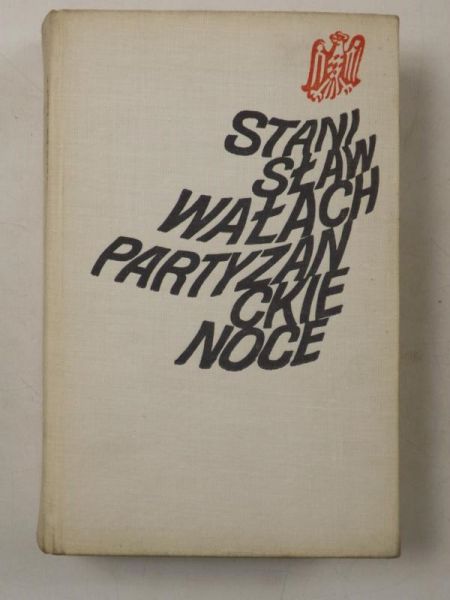 STANI
SŁAW
WAŁACH
PARTYZAN
CKIE
NOCE